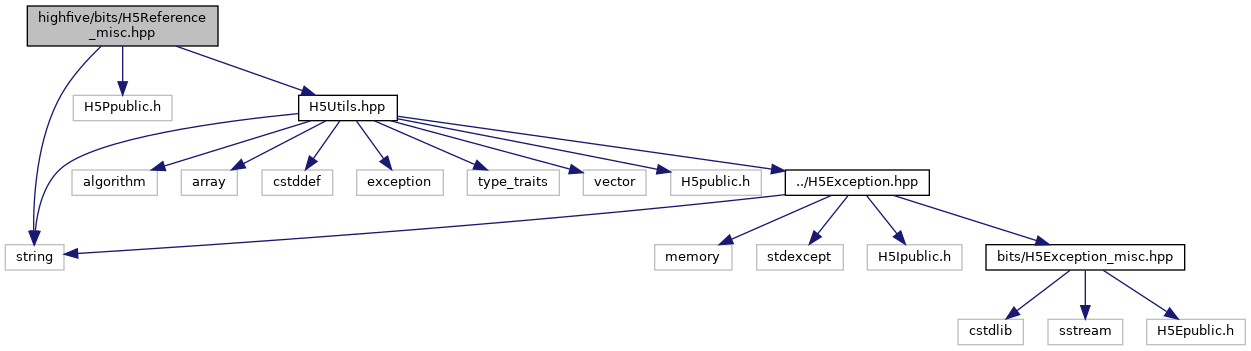 highfive/bits/H5Reference
_misc.hpp
H5Ppublic.h
H5Utils.hpp
algorithm
array
cstddef
exception
type_traits
vector
H5public.h
../H5Exception.hpp
string
memory
stdexcept
H5Ipublic.h
bits/H5Exception_misc.hpp
cstdlib
sstream
H5Epublic.h